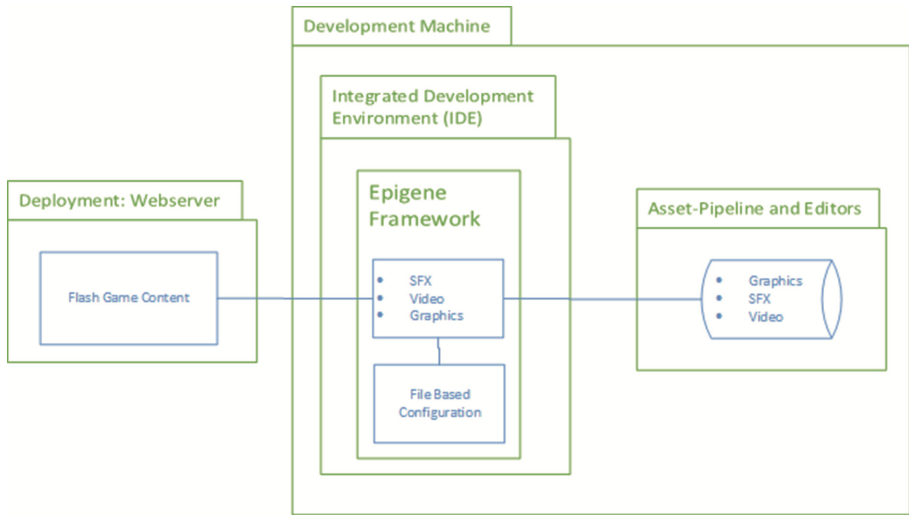 Development Machine
Integrated Development
Environment (IDE)
Epigene
Framework
Deployment: Webserver
Asset-Pipeline and Editors
Flash Game Content
• SFX
• Video
• Graphics
• Graphics
• SFX
• Video
File Based
Configuration